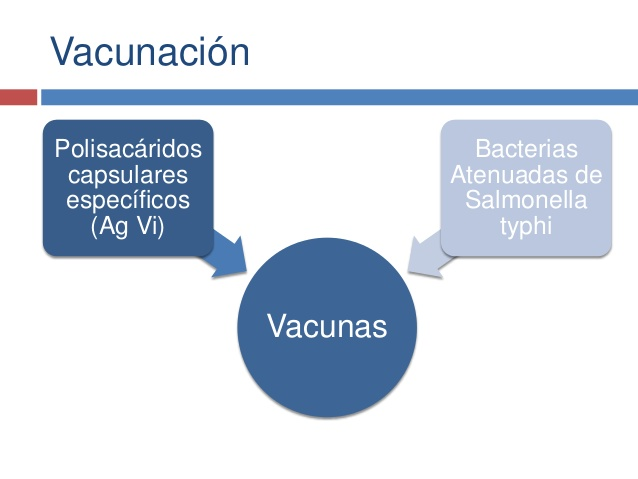 Vacunación
Polisacáridos
capsulares
específicos
(Ag Vi)
Bacterias
Atenuadas de
Salmonella
typhi
Vacunas